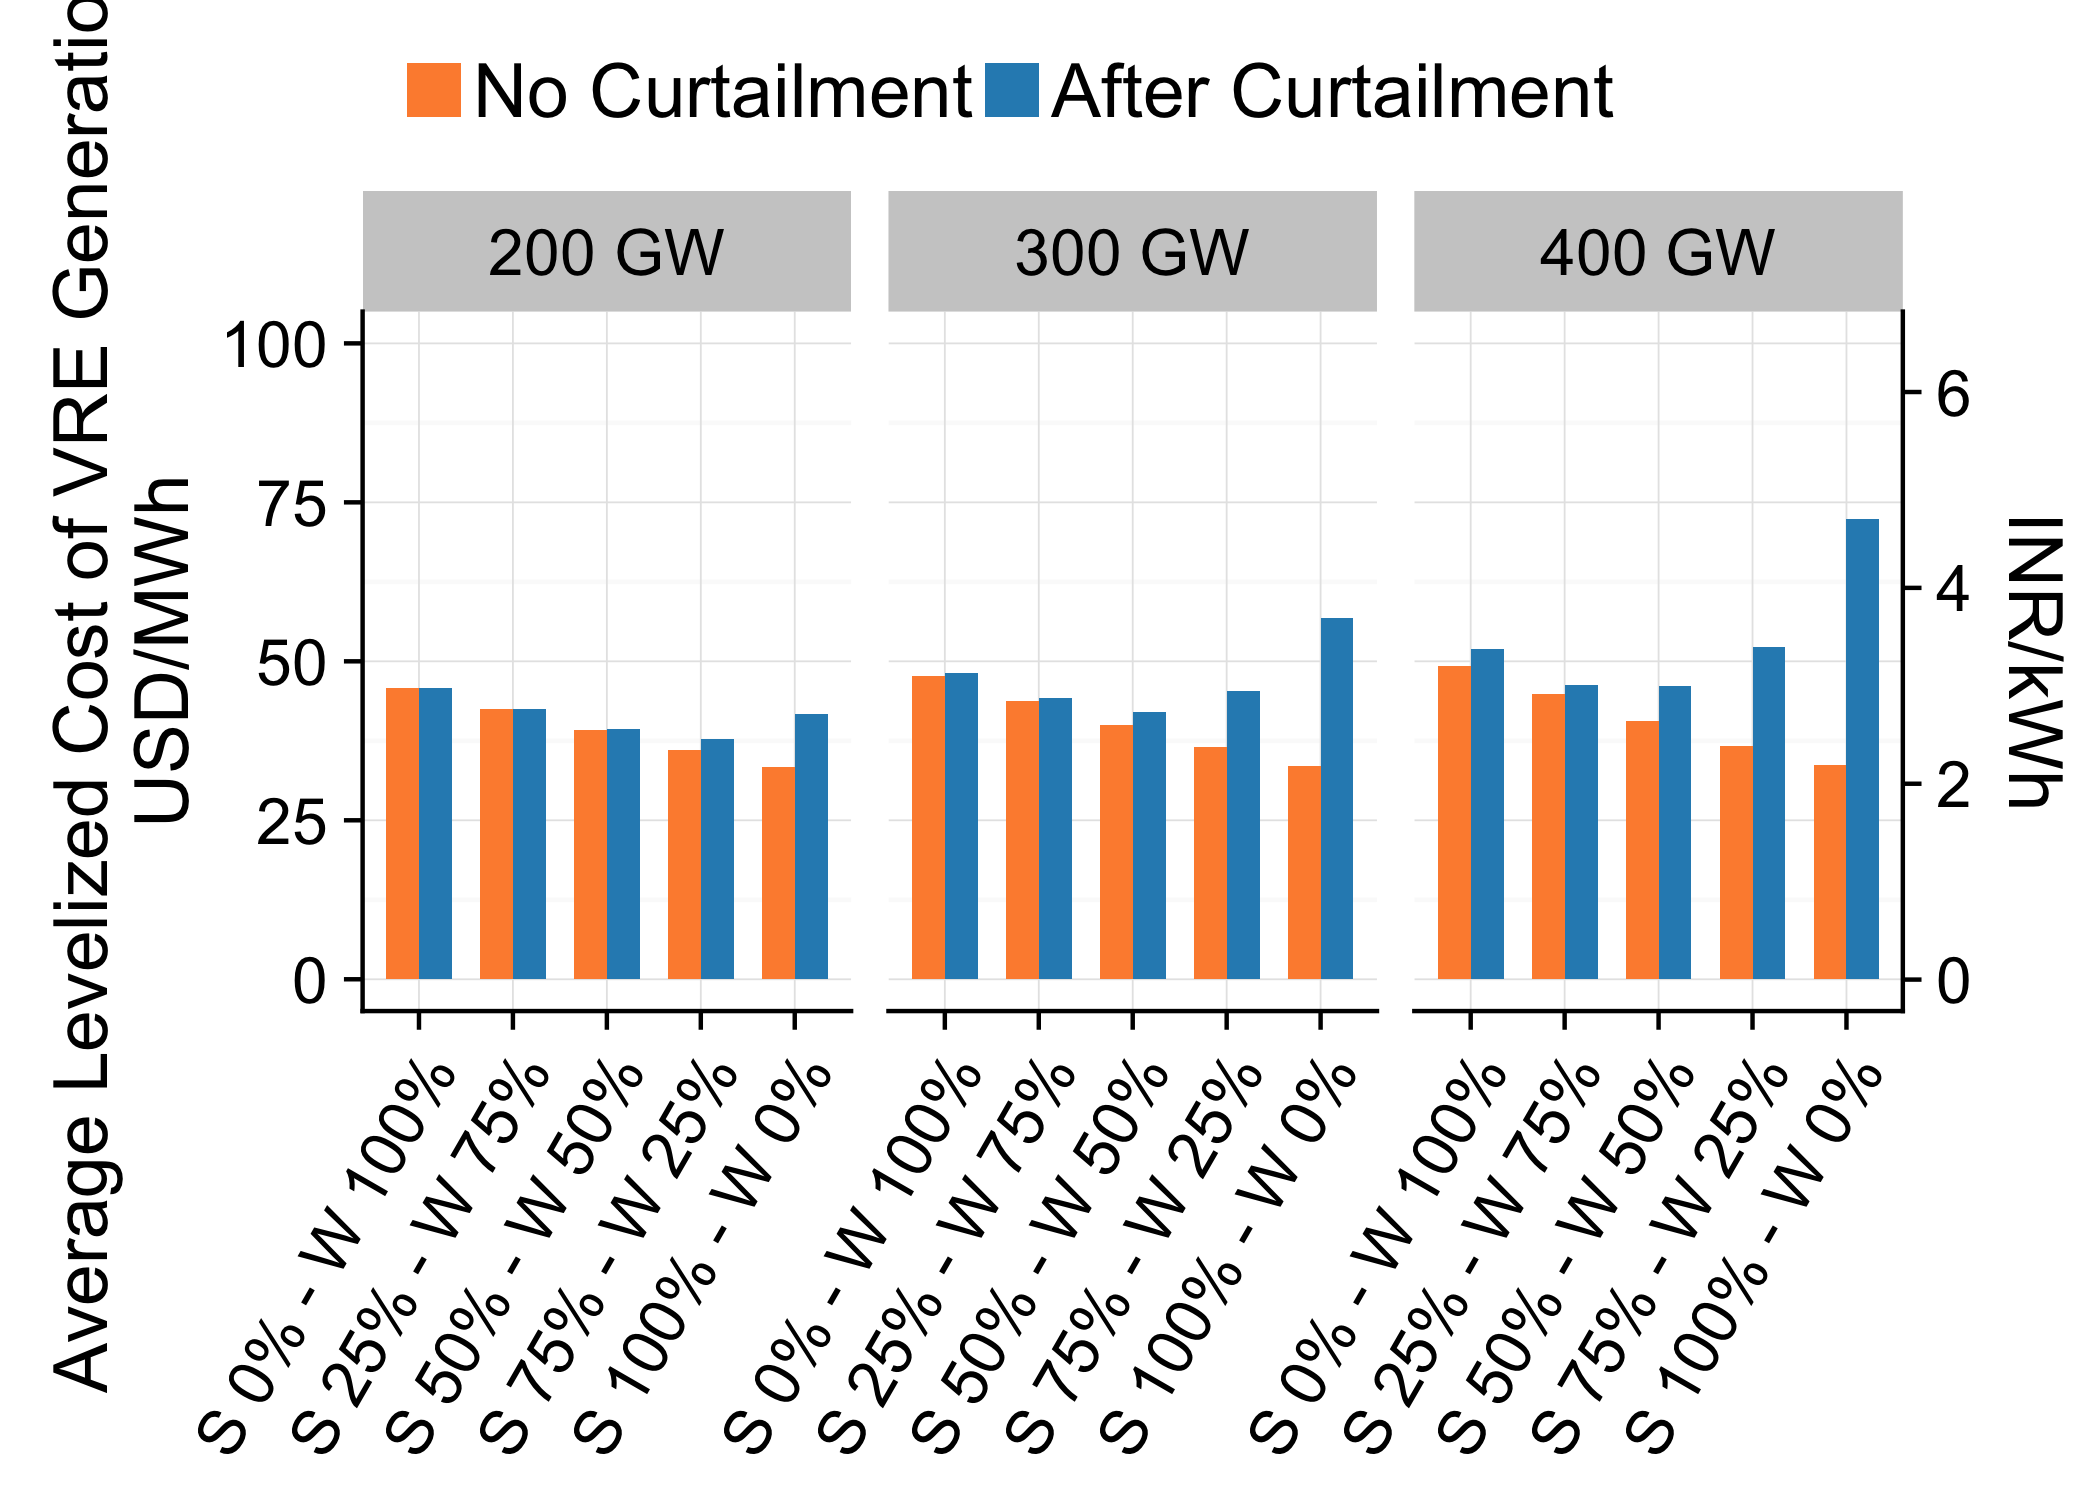 No Curtailment After Curtailment
200 GW 300 GW 400 GW
Average Levelized Cost of VRE
USD/MWh
100
75
50
25
0
6
4
2
0
INR/kWh
S 0% - W 100%
S 25% - W 75%
S 50% - W 50%
S 75% - W 25%
S 100% - W 0%
S 0% - W 100%
S 25% - W 75%
S 50% - W 50%
S 75% - W 25%
S 100% - W 0%
S 0% - W 100%
S 25% - W 75%
S 50% - W 50%
S 75% - W 25%
S 100% - W 0%